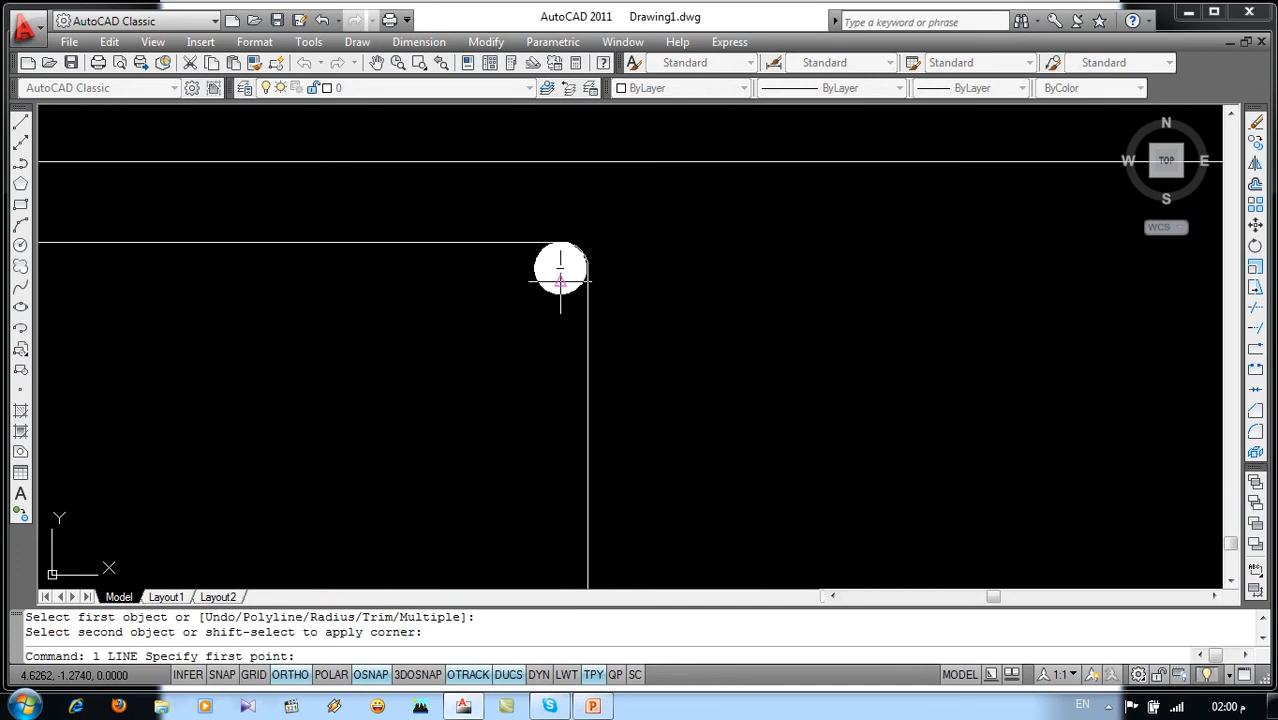 AutoCAD Classic
AutoCAD 2011 Drawing1.dwg
Type a keyword or phrase
File Edit View Insert Format Tools Draw Dimension Modify Parametric Window Help Express
Standard Standard Standard Standard
AutoCAD Classic 0 ByLayer ByLayer ByLayer ByColor
N
W TOP E
S
WCS
Y
X
Model Layout1 Layout2
Select first object or [Undo/Polyline/Radius/Trim/Multiple]:
Select second object or shift-select to apply corner:
Command: l LINE Specify first point:
4.6262, -1.2740, 0.0000 INFER SNAP GRID ORTHO POLAR OSNAP 3DOSNAP OTRACK DUCS DYN LWT TPY QP SC MODEL 1:1
EN 02:00 م